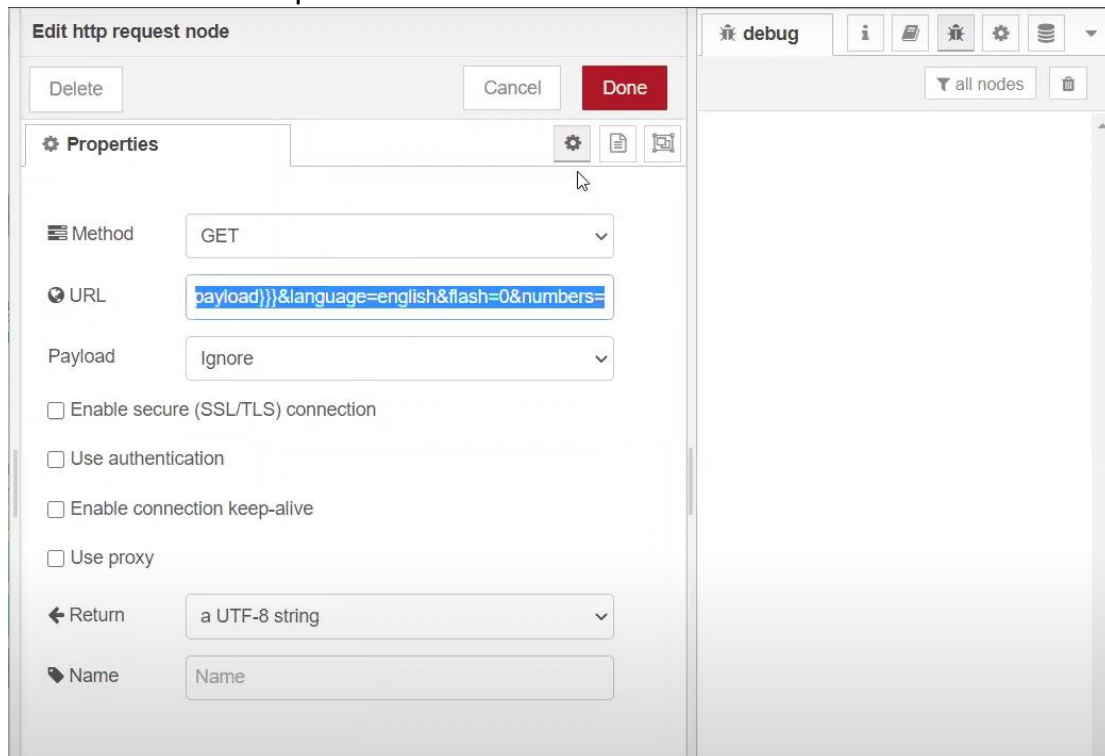 Edit http request node
debug
i
Delete
Cancel
Done
all nodes
Properties
Method
GET
URL
payload}}}&language=english&flash=0&numbers=
Payload
Ignore
Enable secure (SSL/TLS) connection
Use authentication
Enable connection keep-alive
Use proxy
Return
a UTF-8 string
Name
Name